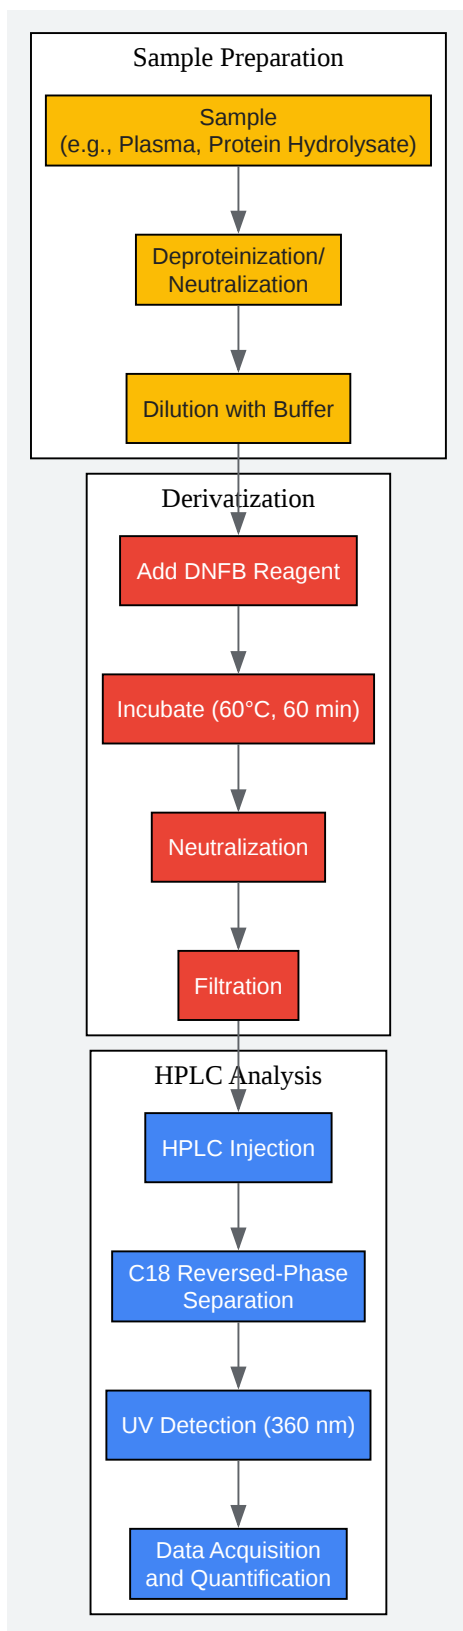 Sample Preparation
Sample
(e.g., Plasma, Protein Hydrolysate)
Deproteinization/
Neutralization
Dilution with Buffer
Derivatization
Add DNFB Reagent
Incubate (60°C, 60 min)
Neutralization
Filtration
HPLC Analysis
HPLC Injection
C18 Reversed-Phase
Separation
UV Detection (360 nm)
Data Acquisition
and Quantification